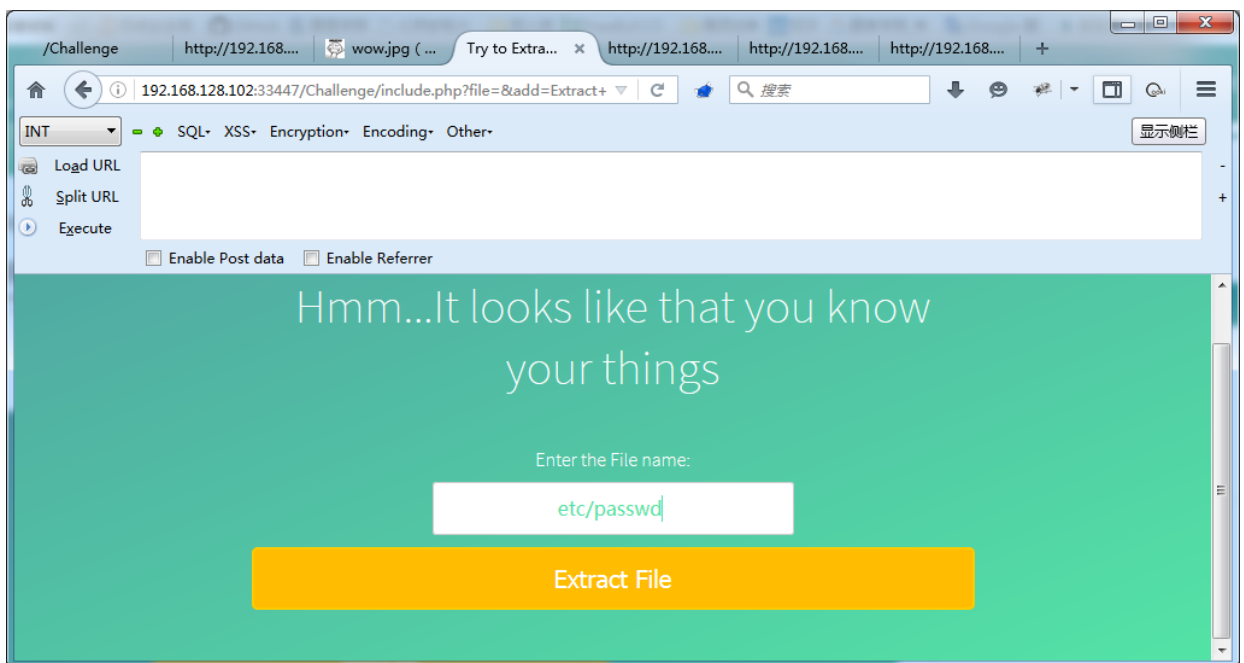 /Challenge http://192.168.... wow.jpg ( ... Try to Extra... × http://192.168.... http://192.168.... http://192.168.... +
192.168.128.102:33447/Challenge/include.php?file=&add=Extract+ 搜索
INT SQL XSS Encryption Encoding Other 显示侧栏
Load URL -
Split URL +
Execute
Enable Post data Enable Referrer
Hmm...It looks like that you know
your things
Enter the File name:
etc/passwd
Extract File